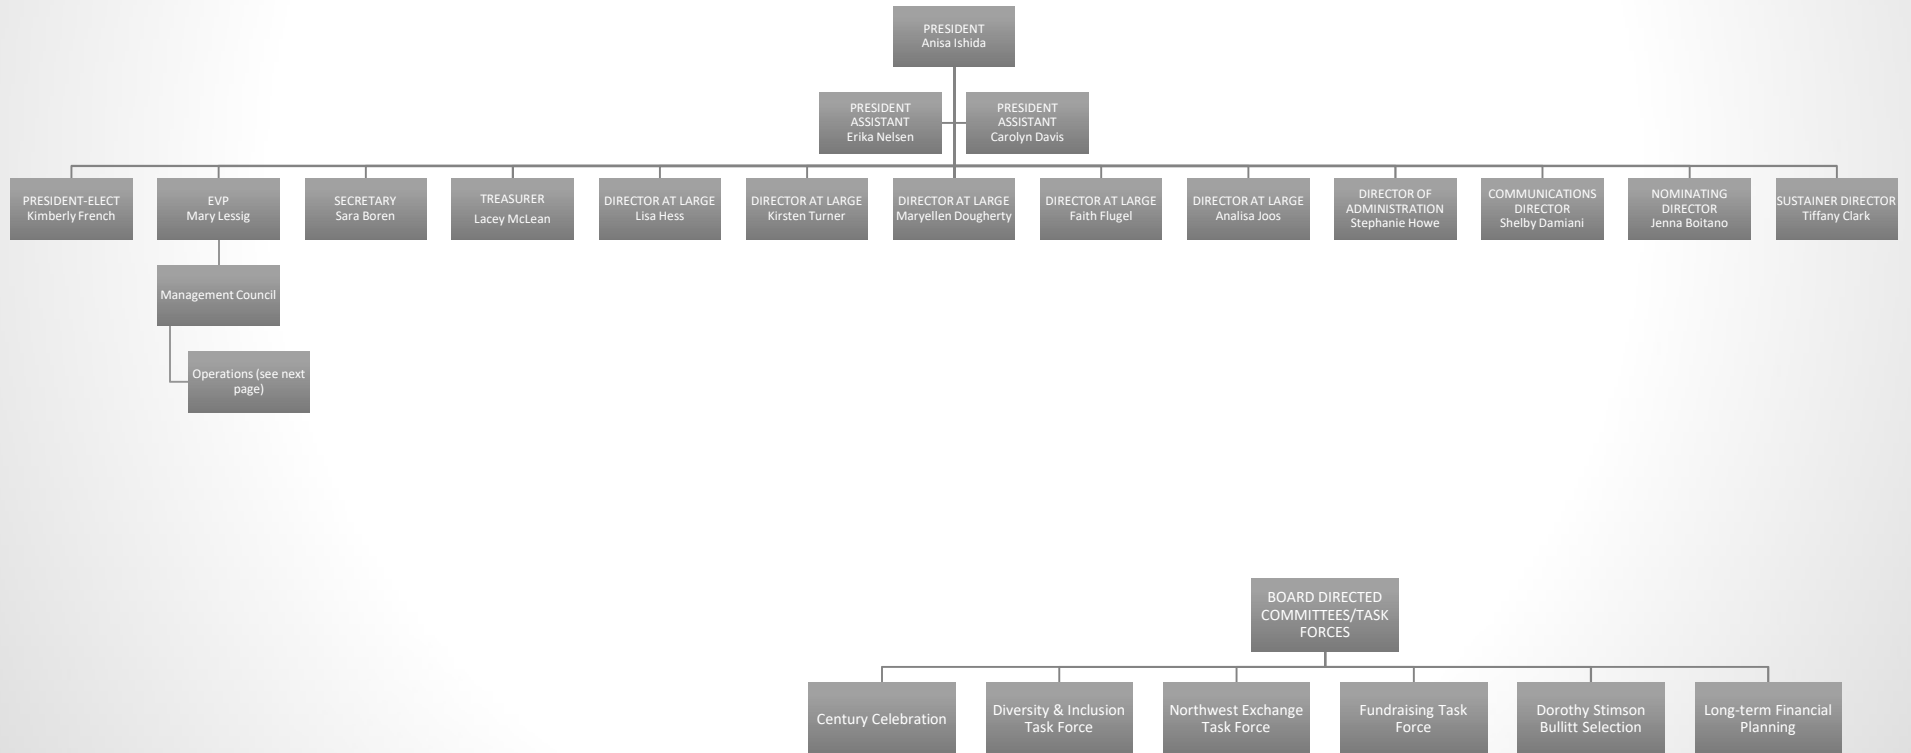 PRESIDENT
Anisa Ishida
PRESIDENT
ASSISTANT
Erika Nelsen
PRESIDENT
ASSISTANT
Carolyn Davis
PRESIDENT-ELECT
Kimberly French
EVP
Mary Lessig
SECRETARY
Sara Boren
TREASURER
Lacey McLean
DIRECTOR AT LARGE
Lisa Hess
DIRECTOR AT LARGE
Kirsten Turner
DIRECTOR AT LARGE
Maryellen Dougherty
DIRECTOR AT LARGE
Faith Flugel
DIRECTOR AT LARGE
Analisa Joos
DIRECTOR OF
ADMINISTRATION
Stephanie Howe
COMMUNICATIONS
DIRECTOR
Shelby Damiani
NOMINATING
DIRECTOR
Jenna Boitano
SUSTAINER DIRECTOR
Tiffany Clark
Management Council
Operations (see next
page)
BOARD DIRECTED
COMMITTEES/TASK
FORCES
Century Celebration
Diversity & Inclusion
Task Force
Northwest Exchange
Task Force
Fundraising Task
Force
Dorothy Stimson
Bullitt Selection
Long-term Financial
Planning